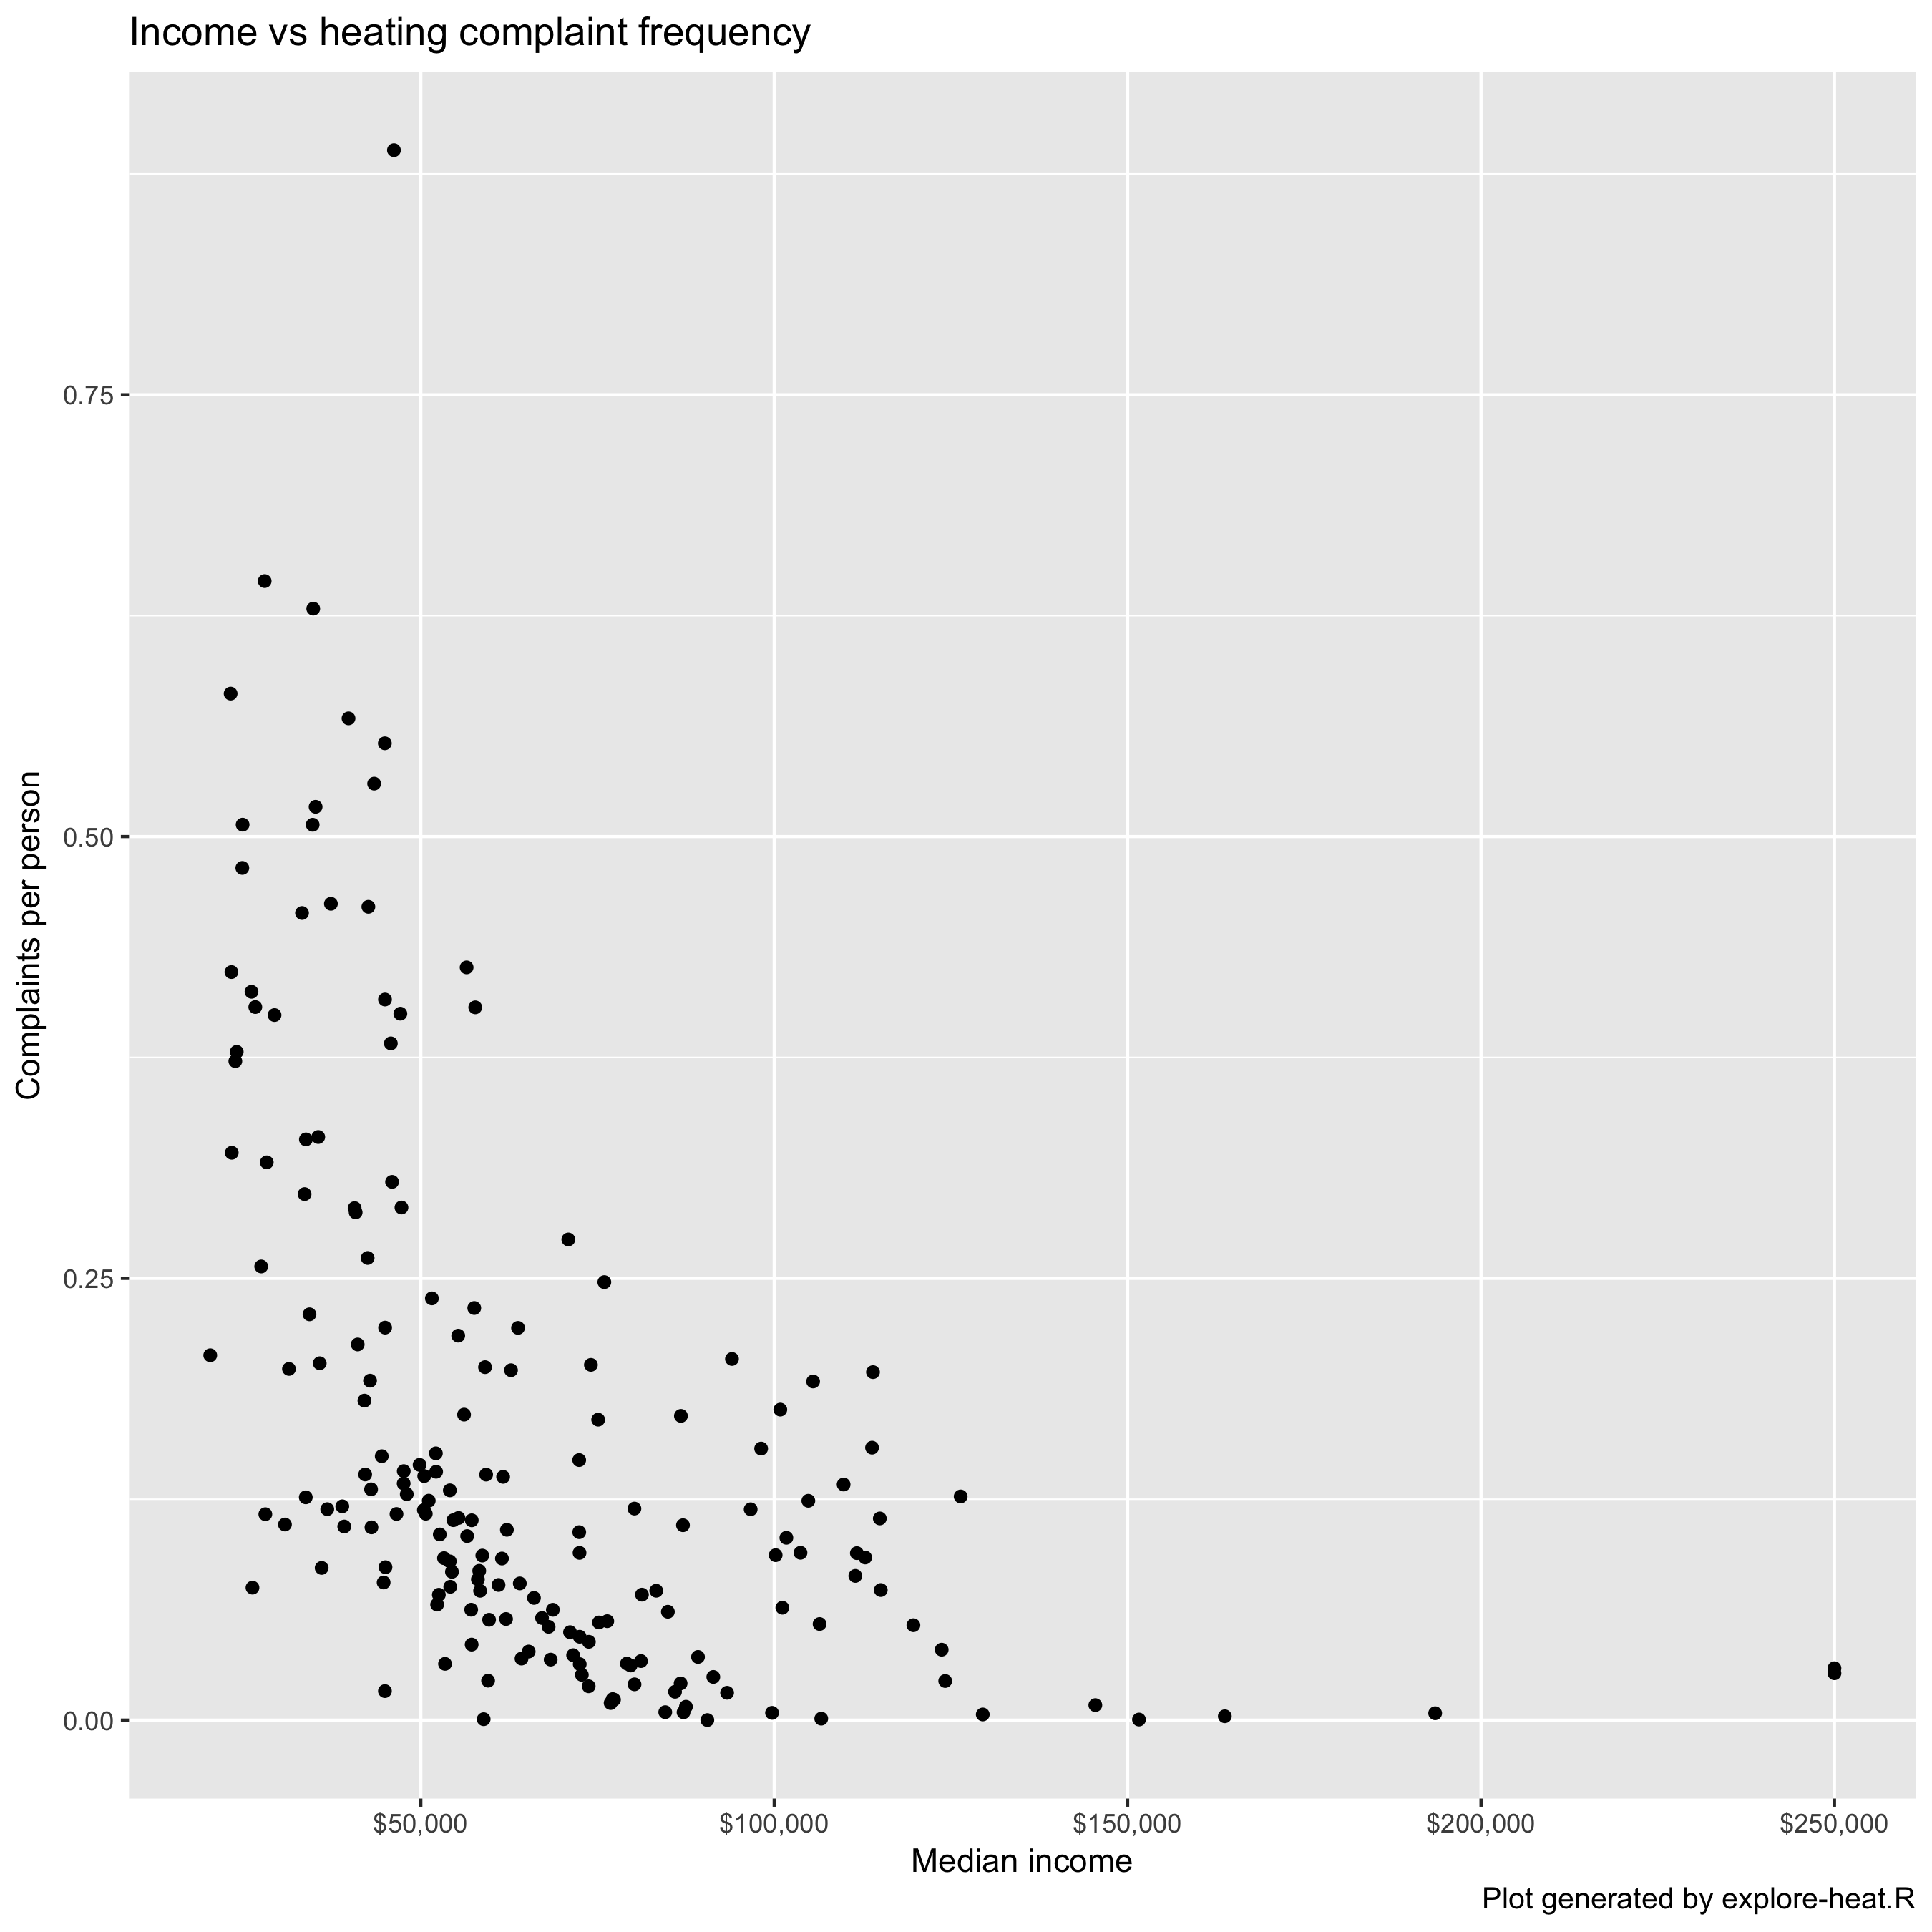 Income vs heating complaint frequency
0.75
0.50
0.25
0.00
Complaints per person
$50,000 $100,000 $150,000 $200,000 $250,000
Median income
Plot generated by explore-heat.R